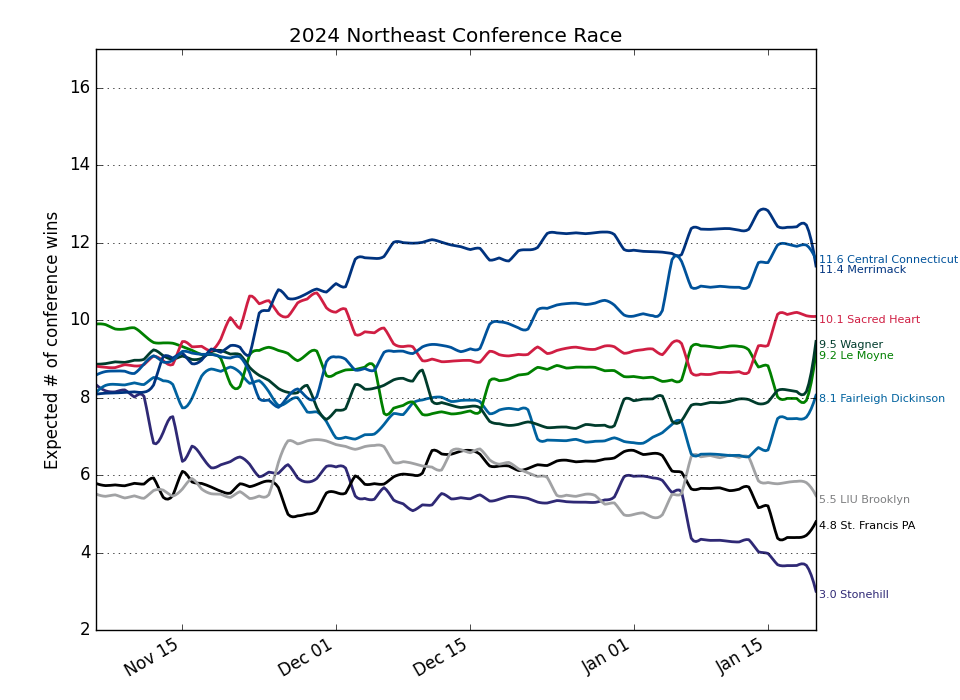 2024 Northeast Conference Race
Expected # of conference wins
16
14
12
10
8
6
4
2
11.6 Central Connecticut
11.4 Merrimack
10.1 Sacred Heart
9.5 Wagner
9.2 Le Moyne
8.1 Fairleigh Dickinson
5.5 LIU Brooklyn
4.8 St. Francis PA
3.0 Stonehill
Nov 15
Dec 01
Dec 15
Jan 01
Jan 15